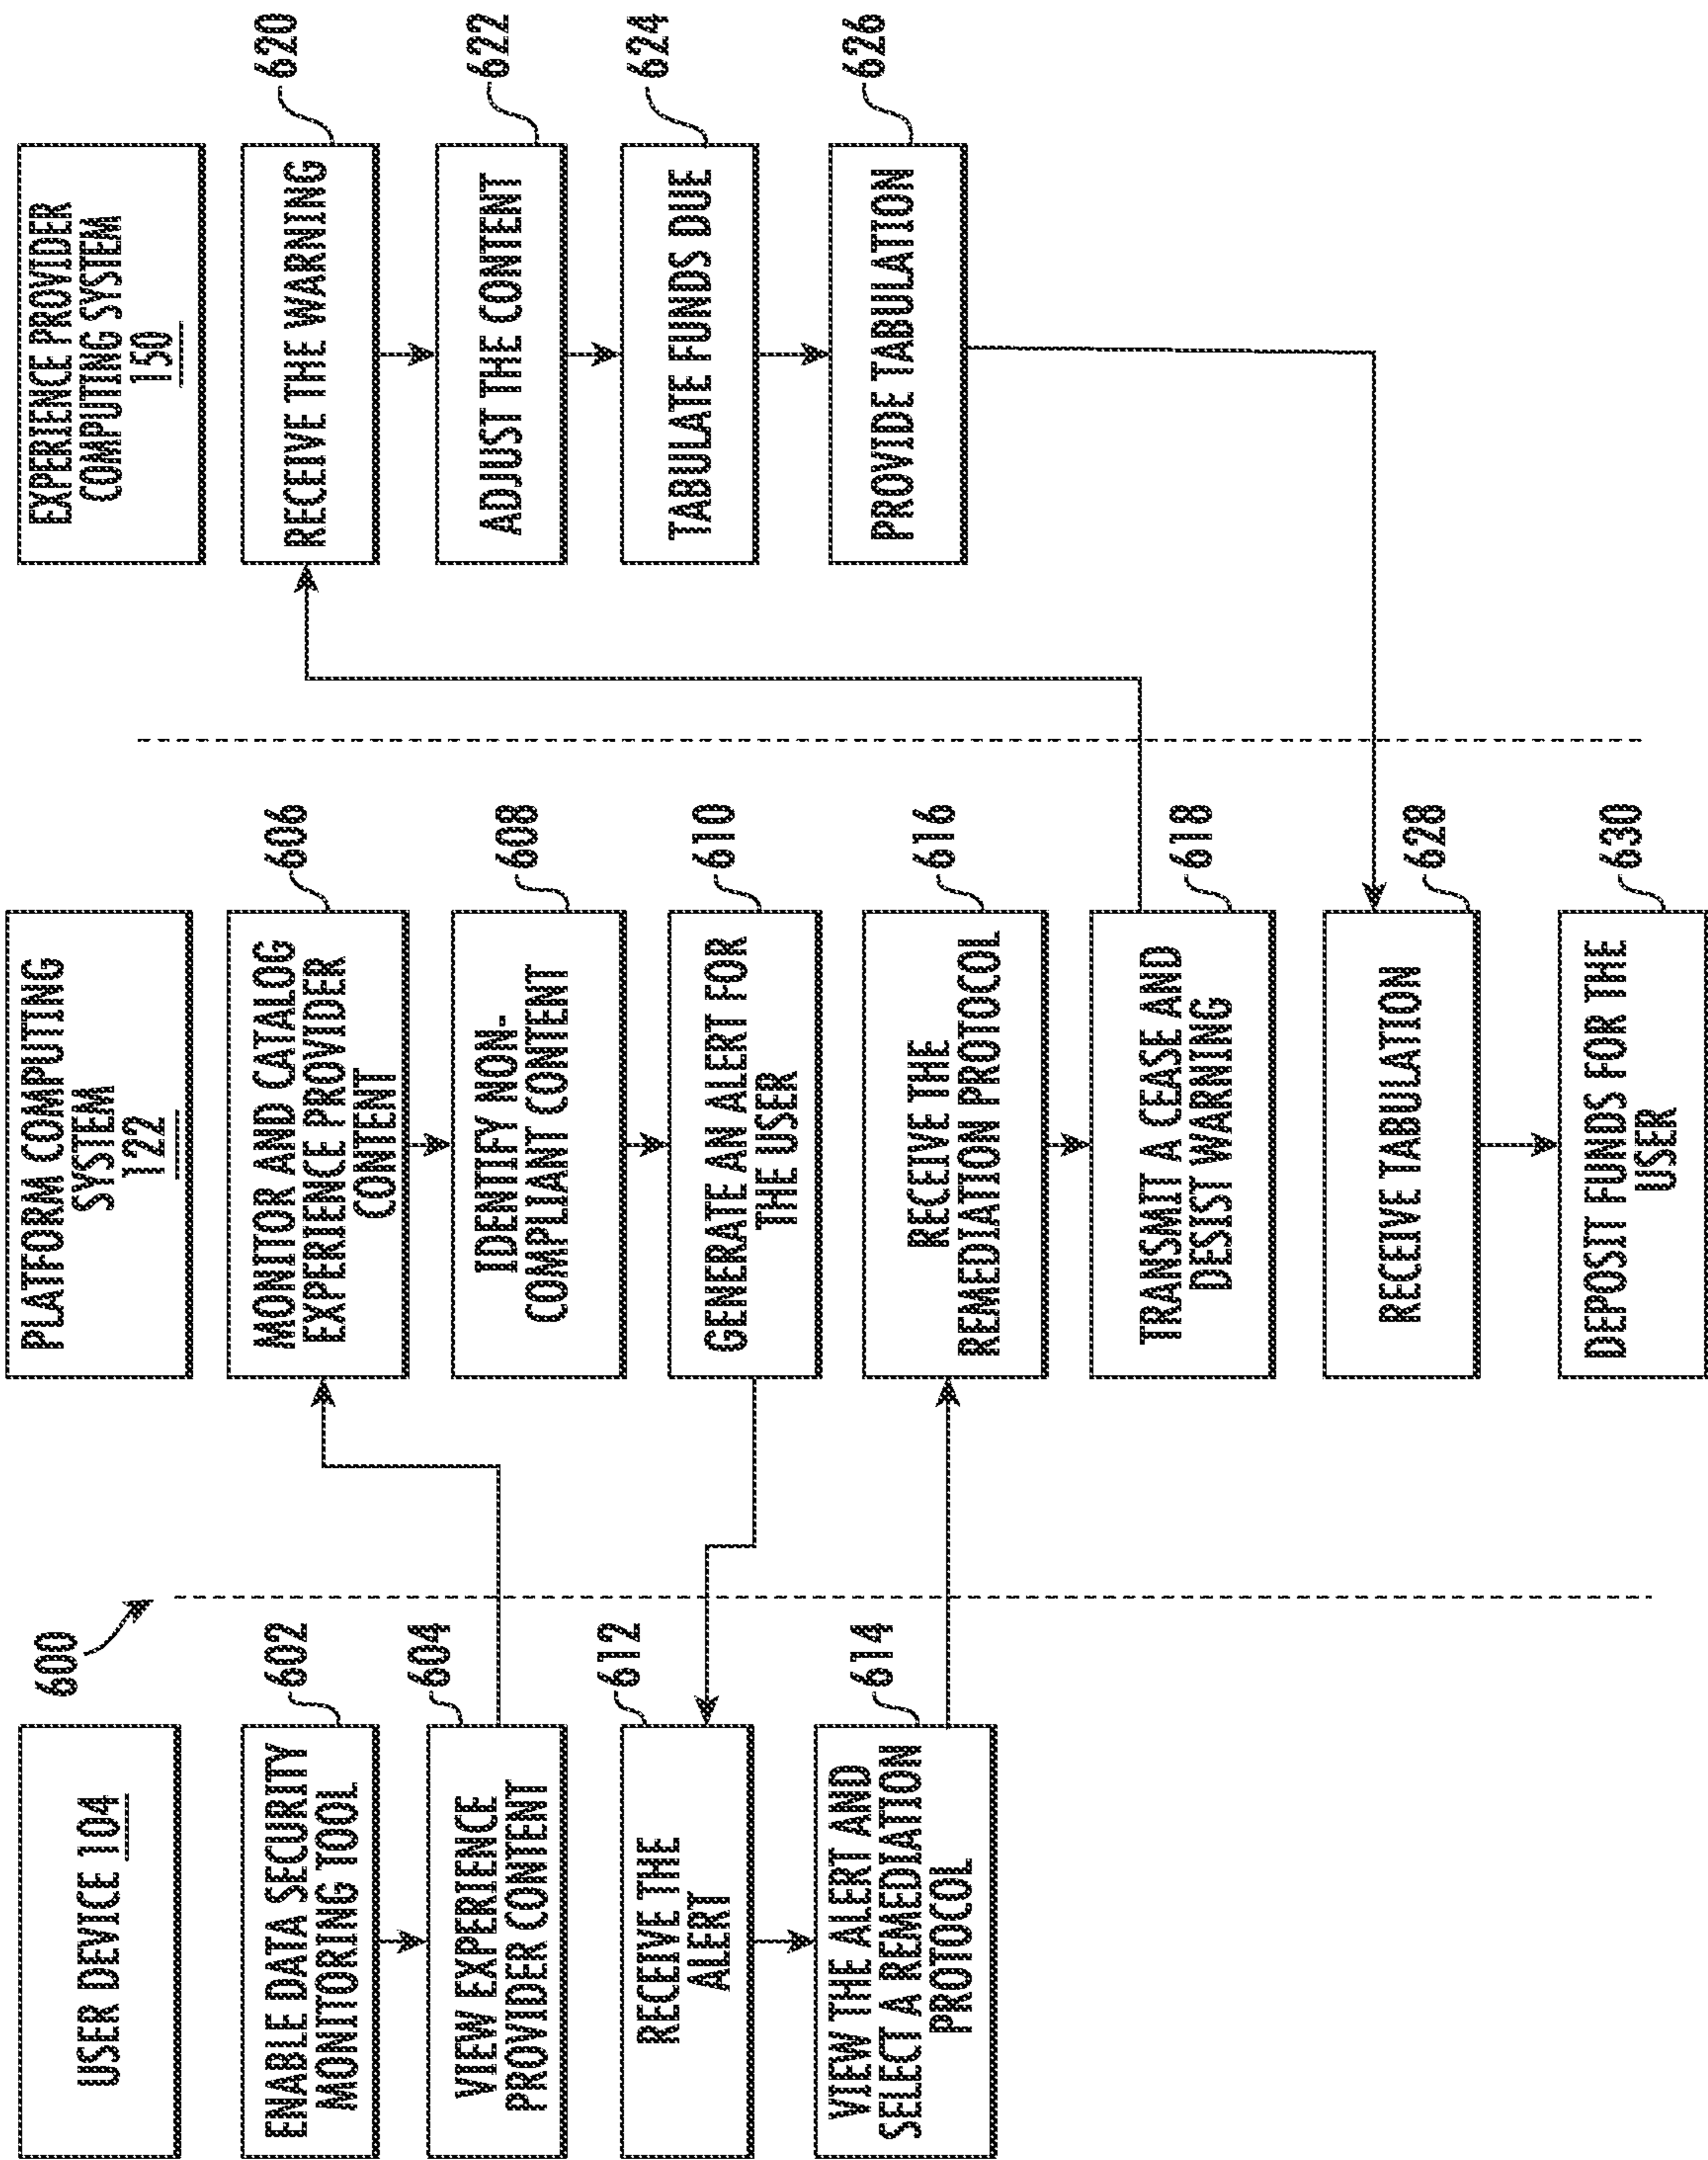 600
USER DEVICE 104
ENABLE DATA SECURITY
MONITORING TOOL
602
VIEW EXPERIENCE
PROVIDER CONTENT
604
RECEIVE THE
ALERT
612
VIEW THE ALERT AND
SELECT A REMEDIATION
PROTOCOL
614
PLATFORM COMPUTING
SYSTEM
122
MONITOR AND CATALOG
EXPERIENCE PROVIDER
CONTENT
606
IDENTIFY NON-
COMPLIANT CONTENT
608
GENERATE AN ALERT FOR
THE USER
610
RECEIVE THE
REMEDIATION PROTOCOL
616
TRANSMIT A CEASE AND
DESIST WARNING
618
RECEIVE TABULATION
628
DEPOSIT FUNDS FOR THE
USER
630
EXPERIENCE PROVIDER
COMPUTING SYSTEM
150
RECEIVE THE WARNING
620
ADJUST THE CONTENT
622
TABULATE FUNDS DUE
624
PROVIDE TABULATION
626